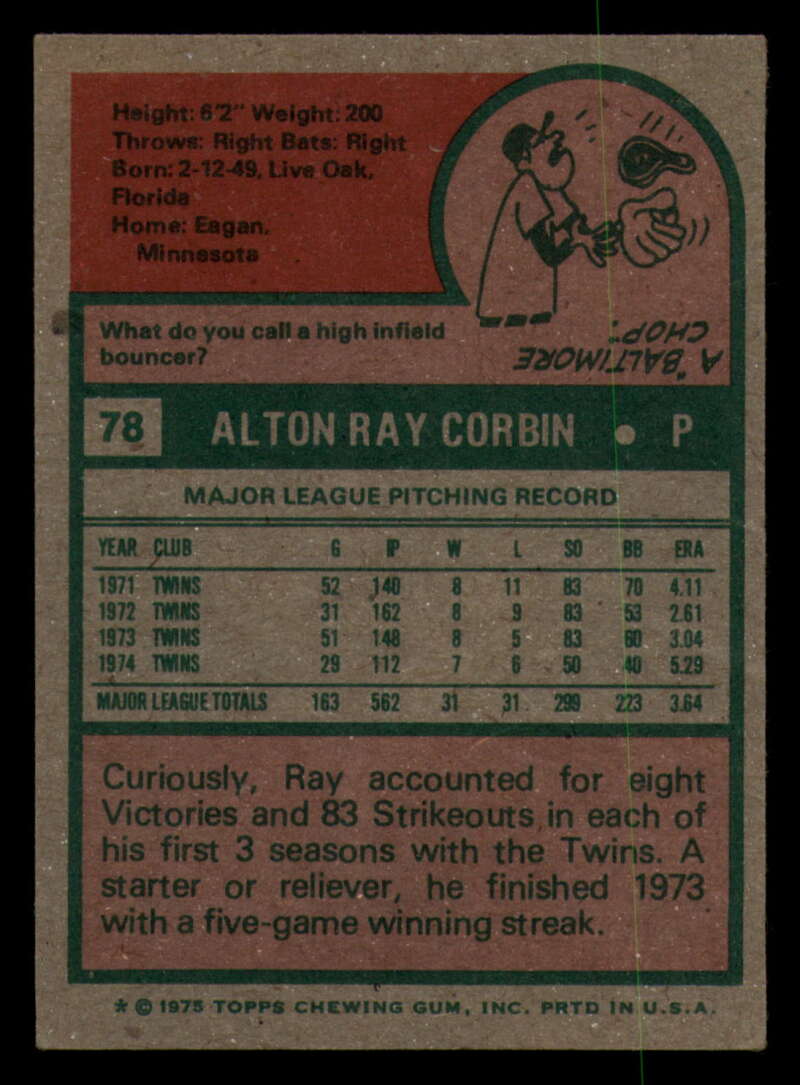 Height: 6'2" Weight: 200
Throws: Right Bats: Right
Born: 2-12-49, Live Oak,
Florida
Home: Eagan,
Minnesota
What do you call a high infield
bouncer?
A "BALTIMORE
CHOP."
78 ALTON RAY CORBIN • P
MAJOR LEAGUE PITCHING RECORD
YEAR CLUB G IP W L SO BB ERA
1971 TWINS 52 140 8 11 83 70 4.11
1972 TWINS 31 162 8 9 83 53 2.61
1973 TWINS 51 148 8 5 83 60 3.04
1974 TWINS 29 112 7 6 50 40 5.29
MAJOR LEAGUE TOTALS 163 562 31 31 299 223 3.64
Curiously, Ray accounted for eight
Victories and 83 Strikeouts in each of
his first 3 seasons with the Twins. A
starter or reliever, he finished 1973
with a five-game winning streak.
* © 1975 TOPPS CHEWING GUM, INC. PRTD IN U.S.A.